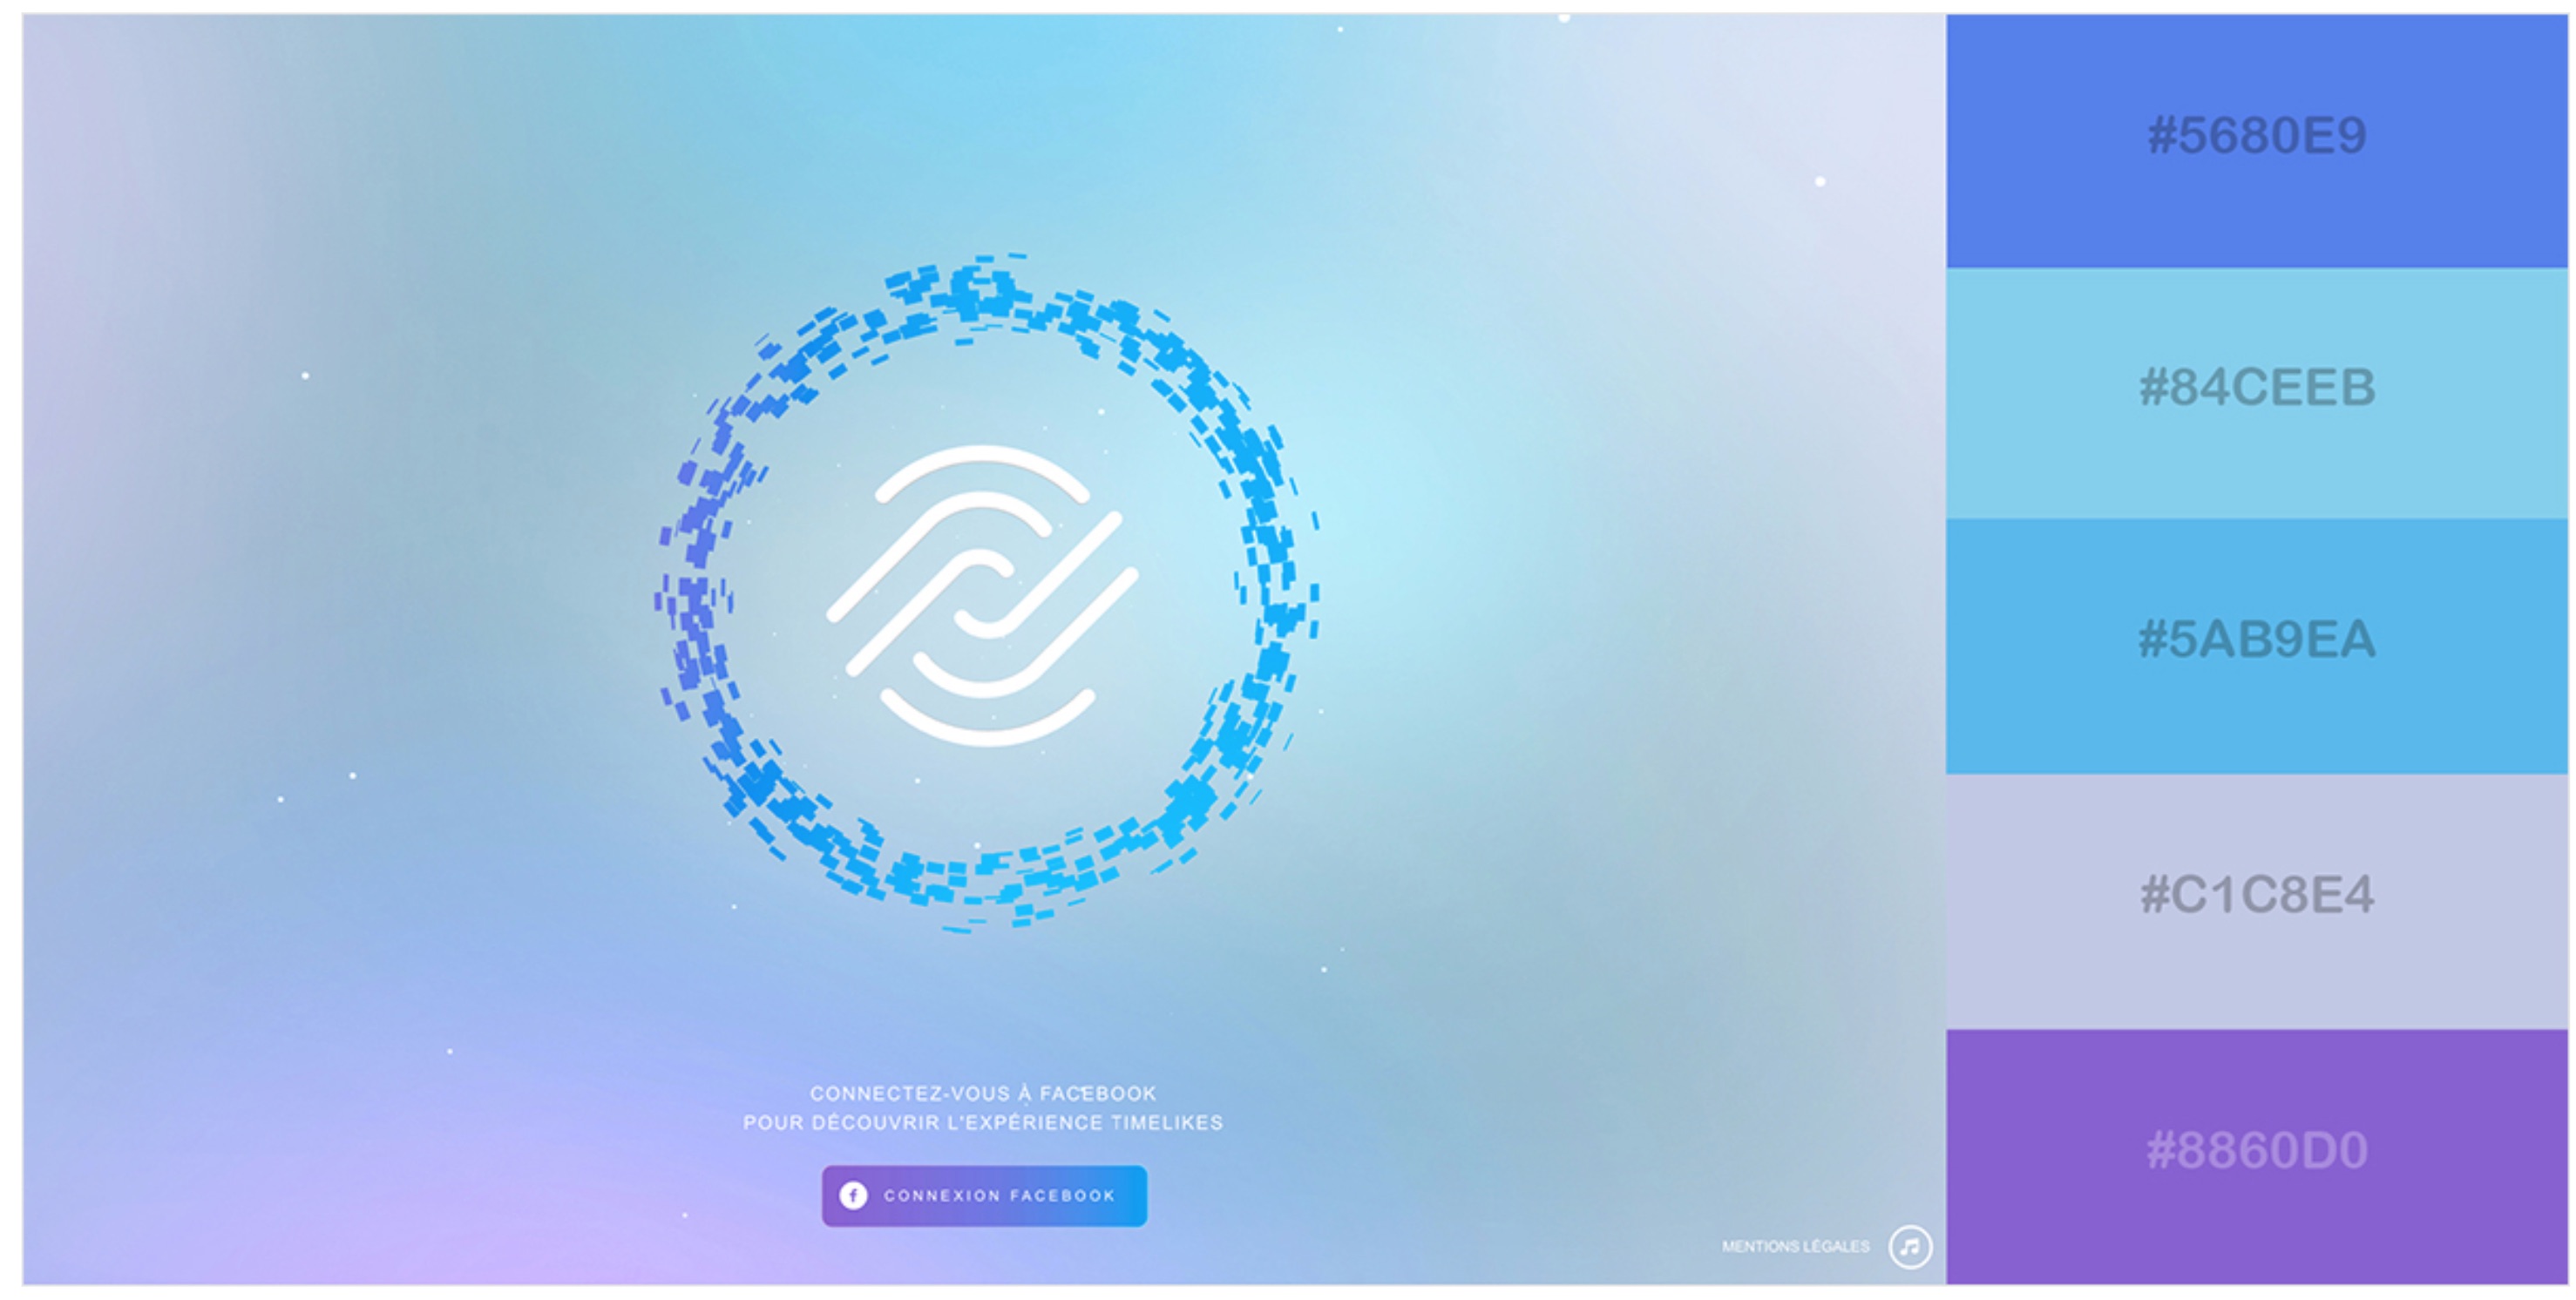 CONNECTEZ-VOUS À FACEBOOK
POUR DÉCOUVRIR L'EXPÉRIENCE TIMELIKES
f CONNEXION FACEBOOK
MENTIONS LÉGALES
#5680E9
#84CEEB
#5AB9EA
#C1C8E4
#8860D0